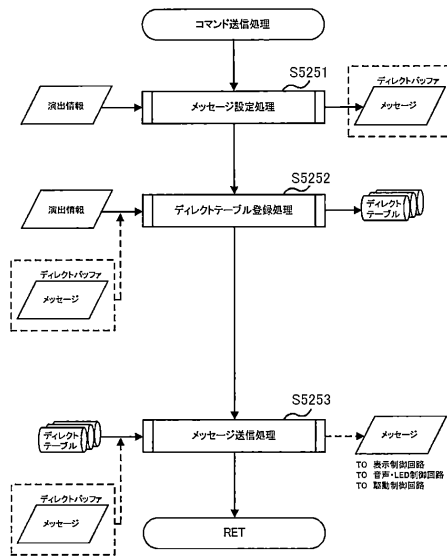 コマンド送信処理
S5251
ディレクトバッファ
演出情報
メッセージ設定処理
メッセージ
S5252
演出情報
ディレクトテーブル登録処理
ディレクト
テーブル
ディレクトバッファ
メッセージ
S5253
ディレクト
テーブル
メッセージ送信処理
メッセージ
TO 表示制御回路
TO 音声・LED制御回路
TO 駆動制御回路
ディレクトバッファ
メッセージ
RET